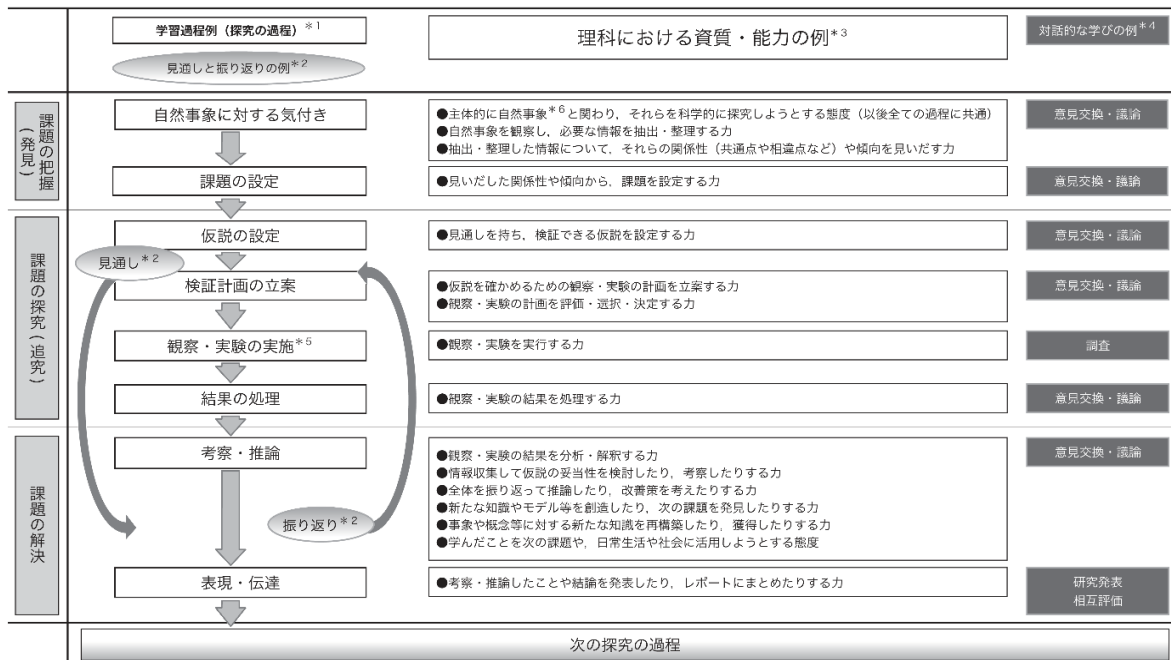 学習過程例（探究の過程）＊1
理科における資質・能力の例＊3
対話的な学びの例＊4
見通しと振り返りの例＊2
課題の把握（発見）
自然事象に対する気付き
●主体的に自然事象＊6と関わり，それらを科学的に探究しようとする態度（以後全ての過程に共通）
●自然事象を観察し，必要な情報を抽出・整理する力
●抽出・整理した情報について，それらの関係性（共通点や相違点など）や傾向を見いだす力
意見交換・議論
課題の設定
●見いだした関係性や傾向から，課題を設定する力
意見交換・議論
課題の探究（追究）
仮説の設定
●見通しを持ち，検証できる仮説を設定する力
意見交換・議論
見通し＊2
検証計画の立案
●仮説を確かめるための観察・実験の計画を立案する力
●観察・実験の計画を評価・選択・決定する力
意見交換・議論
観察・実験の実施＊5
●観察・実験を実行する力
調査
結果の処理
●観察・実験の結果を処理する力
意見交換・議論
課題の解決
考察・推論
●観察・実験の結果を分析・解釈する力
●情報収集して仮説の妥当性を検討したり，考察したりする力
●全体を振り返って推論したり，改善策を考えたりする力
●新たな知識やモデル等を創造したり，次の課題を発見したりする力
●事象や概念等に対する新たな知識を再構築したり，獲得したりする力
●学んだことを次の課題や，日常生活や社会に活用しようとする態度
意見交換・議論
振り返り＊2
表現・伝達
●考察・推論したことや結論を発表したり，レポートにまとめたりする力
研究発表
相互評価
次の探究の過程